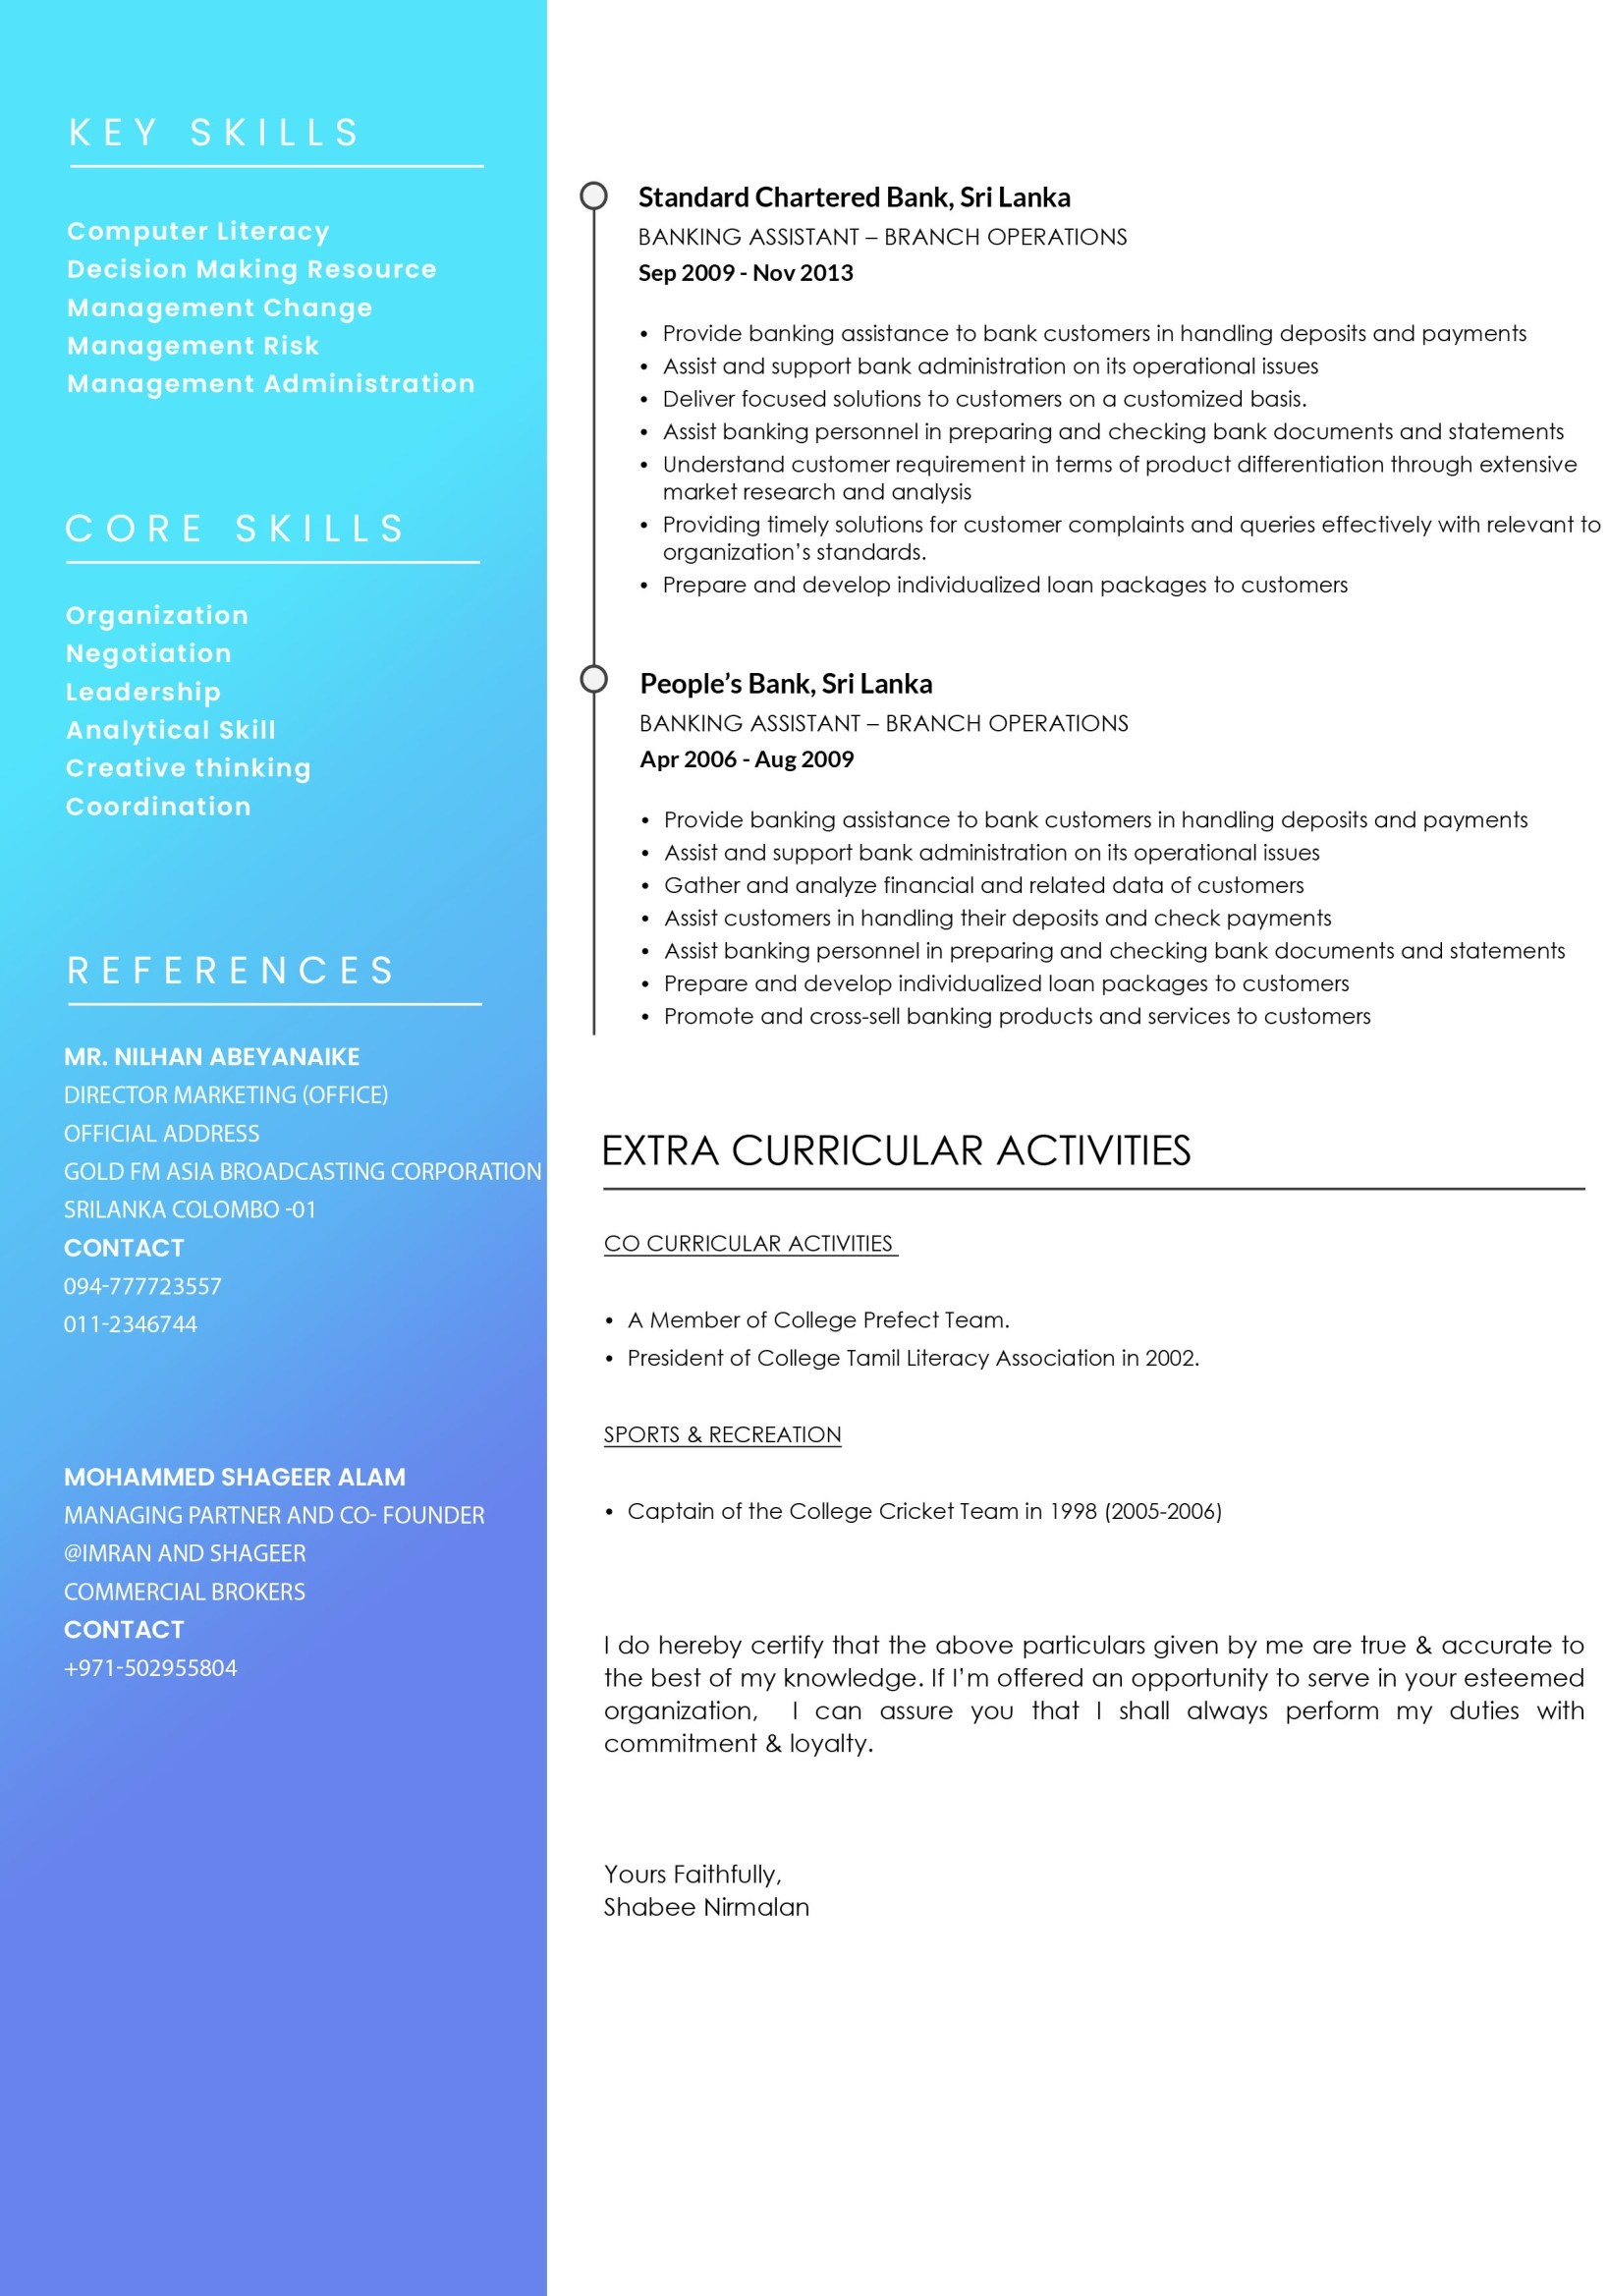 KEY SKILLS
Computer Literacy
Decision Making Resource
Management Change
Management Risk
Management Administration
CORE SKILLS
Organization
Negotiation
Leadership
Analytical Skill
Creative thinking
Coordination
REFERENCES
MR. NILHAN ABEYANAIKE
DIRECTOR MARKETING (OFFICE)
OFFICIAL ADDRESS
GOLD FM ASIA BROADCASTING CORPORATION
SRILANKA COLOMBO -01
CONTACT
094-777723557
011-2346744
MOHAMMED SHAGEER ALAM
MANAGING PARTNER AND CO- FOUNDER
@IMRAN AND SHAGEER
COMMERCIAL BROKERS
CONTACT
+971-502955804
Standard Chartered Bank, Sri Lanka
BANKING ASSISTANT – BRANCH OPERATIONS
Sep 2009 - Nov 2013
• Provide banking assistance to bank customers in handling deposits and payments
• Assist and support bank administration on its operational issues
• Deliver focused solutions to customers on a customized basis.
• Assist banking personnel in preparing and checking bank documents and statements
• Understand customer requirement in terms of product differentiation through extensive
market research and analysis
• Providing timely solutions for customer complaints and queries effectively with relevant to
organization’s standards.
• Prepare and develop individualized loan packages to customers
People’s Bank, Sri Lanka
BANKING ASSISTANT – BRANCH OPERATIONS
Apr 2006 - Aug 2009
• Provide banking assistance to bank customers in handling deposits and payments
• Assist and support bank administration on its operational issues
• Gather and analyze financial and related data of customers
• Assist customers in handling their deposits and check payments
• Assist banking personnel in preparing and checking bank documents and statements
• Prepare and develop individualized loan packages to customers
• Promote and cross-sell banking products and services to customers
EXTRA CURRICULAR ACTIVITIES
CO CURRICULAR ACTIVITIES
• A Member of College Prefect Team.
• President of College Tamil Literacy Association in 2002.
SPORTS & RECREATION
• Captain of the College Cricket Team in 1998 (2005-2006)
I do hereby certify that the above particulars given by me are true & accurate to
the best of my knowledge. If I’m offered an opportunity to serve in your esteemed
organization, I can assure you that I shall always perform my duties with
commitment & loyalty.
Yours Faithfully,
Shabee Nirmalan